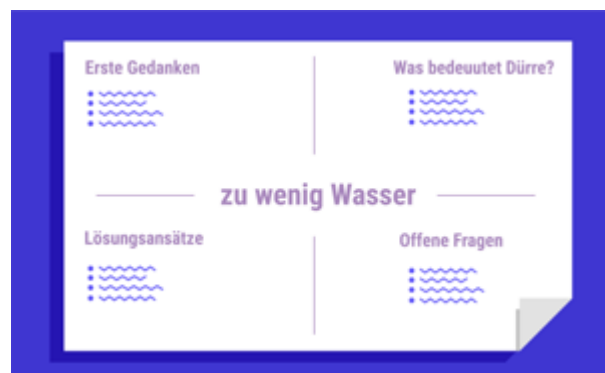 Erste Gedanken
Was bedeuutet Dürre?
zu wenig Wasser
Lösungsansätze
Offene Fragen